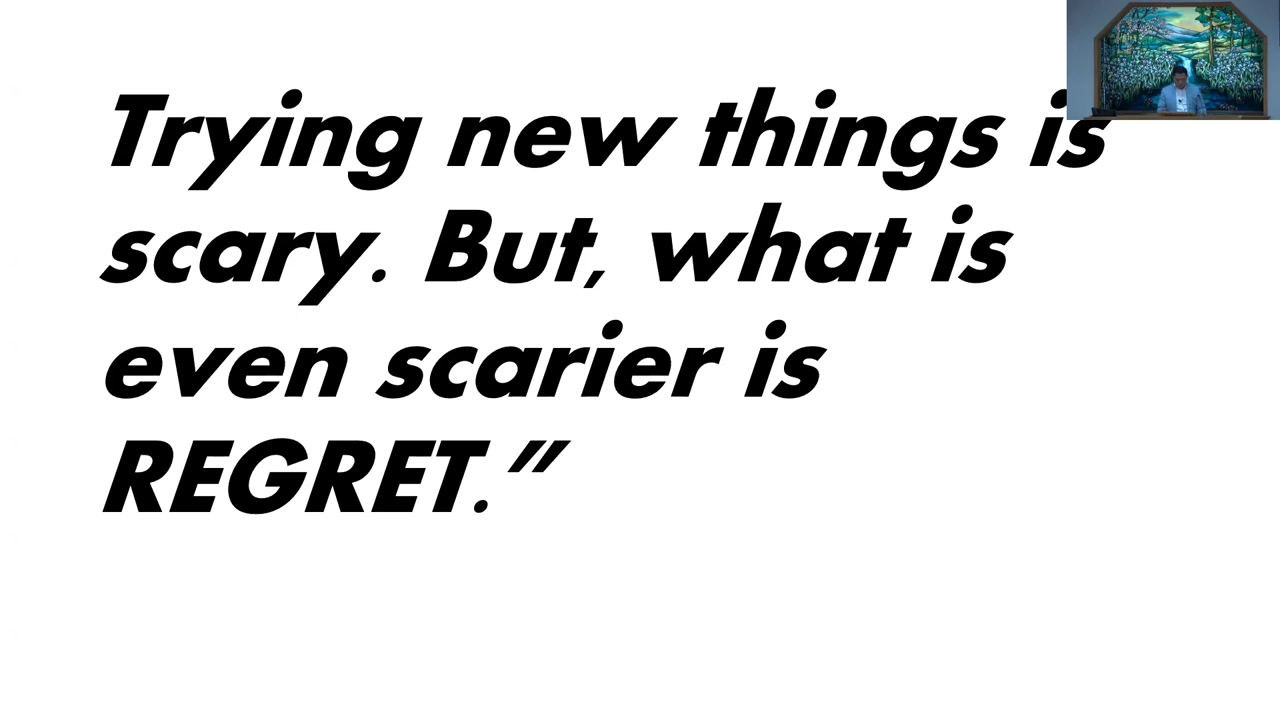 Trying new things is
scary. But, what is
even scarier is
REGRET.”